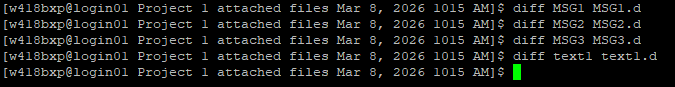 [w418bxp@login01 Project 1 attached files Mar 8, 2026 1015 AM]$ diff MSG1 MSG1.d
[w418bxp@login01 Project 1 attached files Mar 8, 2026 1015 AM]$ diff MSG2 MSG2.d
[w418bxp@login01 Project 1 attached files Mar 8, 2026 1015 AM]$ diff MSG3 MSG3.d
[w418bxp@login01 Project 1 attached files Mar 8, 2026 1015 AM]$ diff text1 text1.d
[w418bxp@login01 Project 1 attached files Mar 8, 2026 1015 AM]$